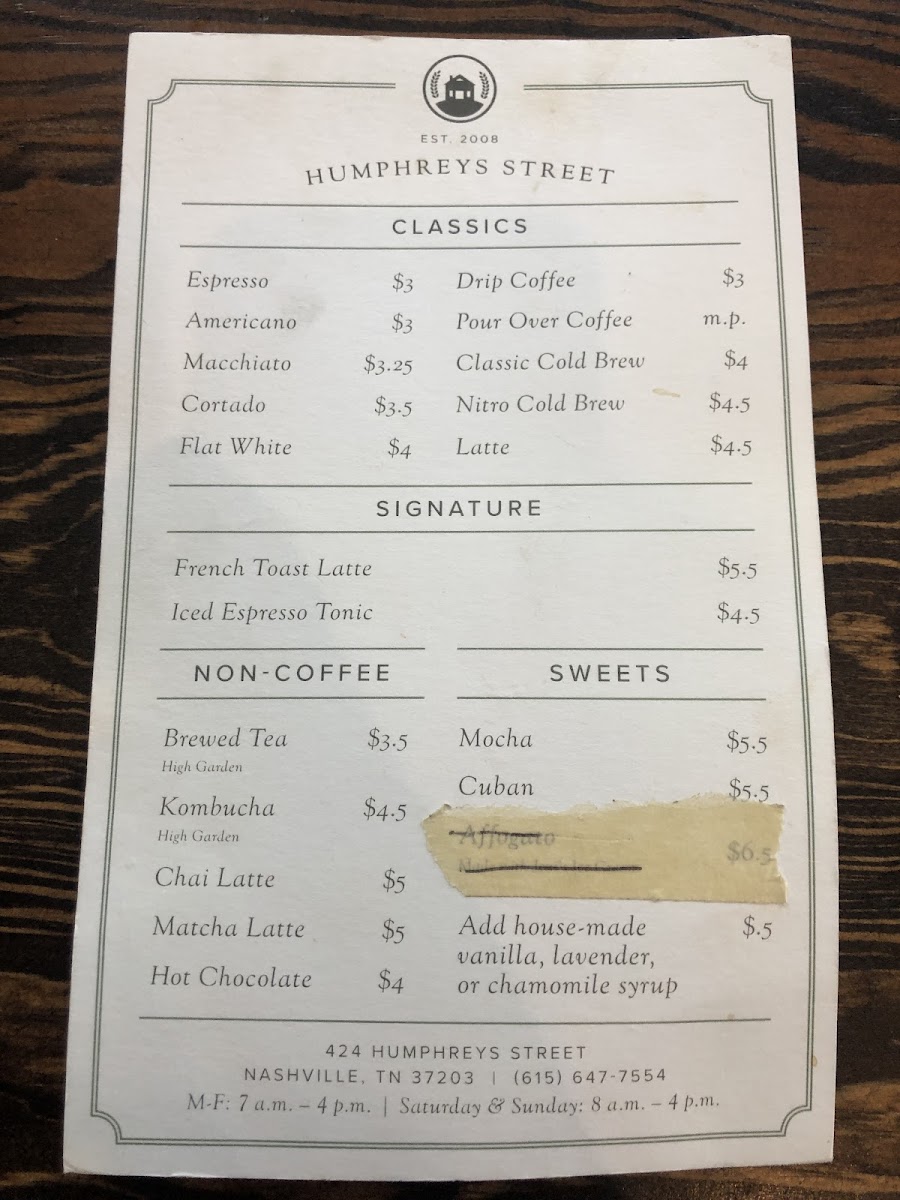 EST. 2008
HUMPHREYS STREET
CLASSICS
Espresso $3
Americano $3
Macchiato $3.25
Cortado $3.5
Flat White $4
Drip Coffee $3
Pour Over Coffee m.p.
Classic Cold Brew $4
Nitro Cold Brew $4.5
Latte $4.5
SIGNATURE
French Toast Latte $5.5
Iced Espresso Tonic $4.5
NON-COFFEE
Brewed Tea $3.5
High Garden
Kombucha $4.5
High Garden
Chai Latte $5
Matcha Latte $5
Hot Chocolate $4
SWEETS
Mocha $5.5
Cuban $5.5
Affogato
$6.5
Add house-made $.5
vanilla, lavender,
or chamomile syrup
424 HUMPHREYS STREET
NASHVILLE, TN 37203 | (615) 647-7554
M-F: 7 a.m. – 4 p.m. | Saturday & Sunday: 8 a.m. – 4 p.m.